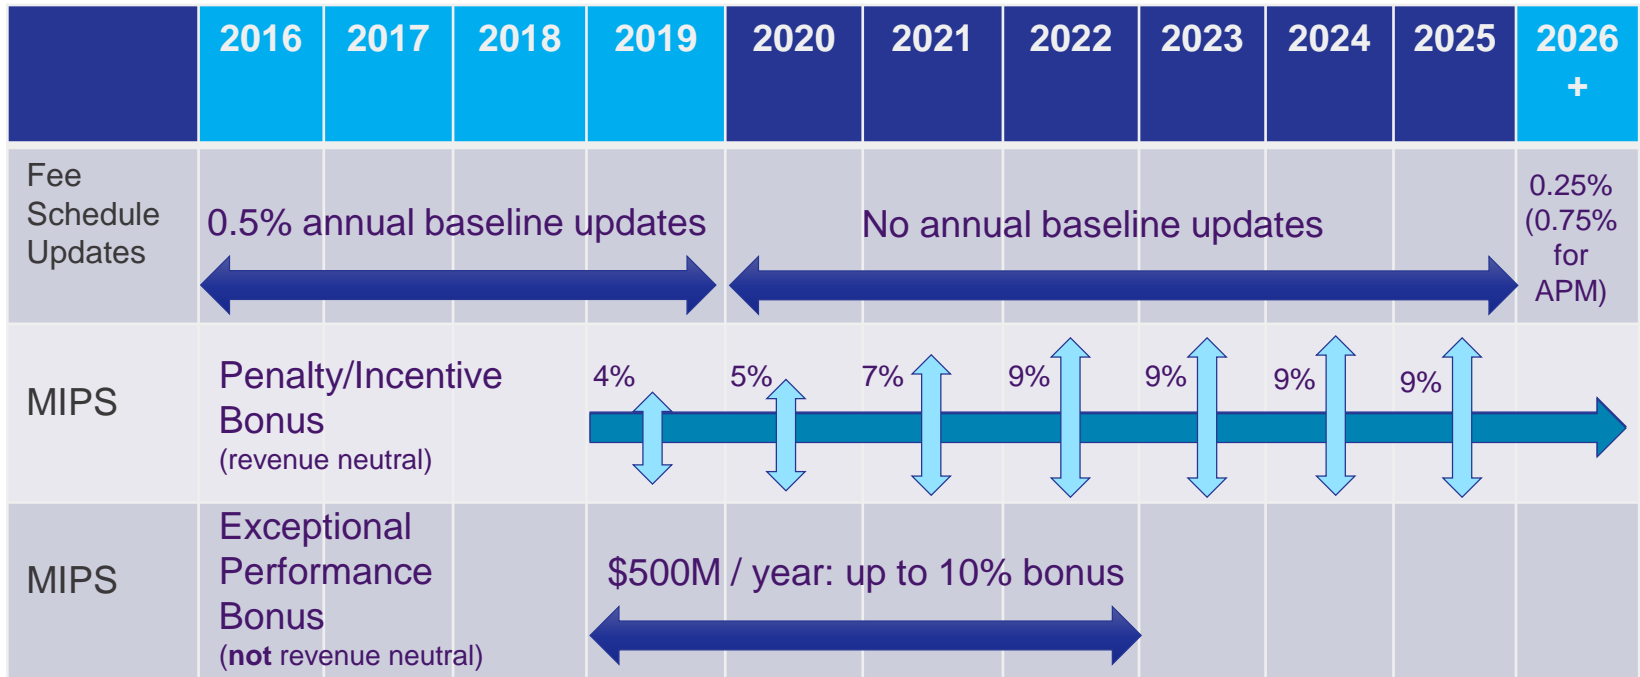 2016 2017 2018 2019 2020 2021 2022 2023 2024 2025 2026
+
Fee
Schedule
Updates
0.5% annual baseline updates
No annual baseline updates
0.25%
(0.75%
for
APM)
MIPS
Penalty/Incentive
Bonus
(revenue neutral)
4% 5% 7% 9% 9% 9% 9%
MIPS
Exceptional
Performance
Bonus
(not revenue neutral)
$500M / year: up to 10% bonus